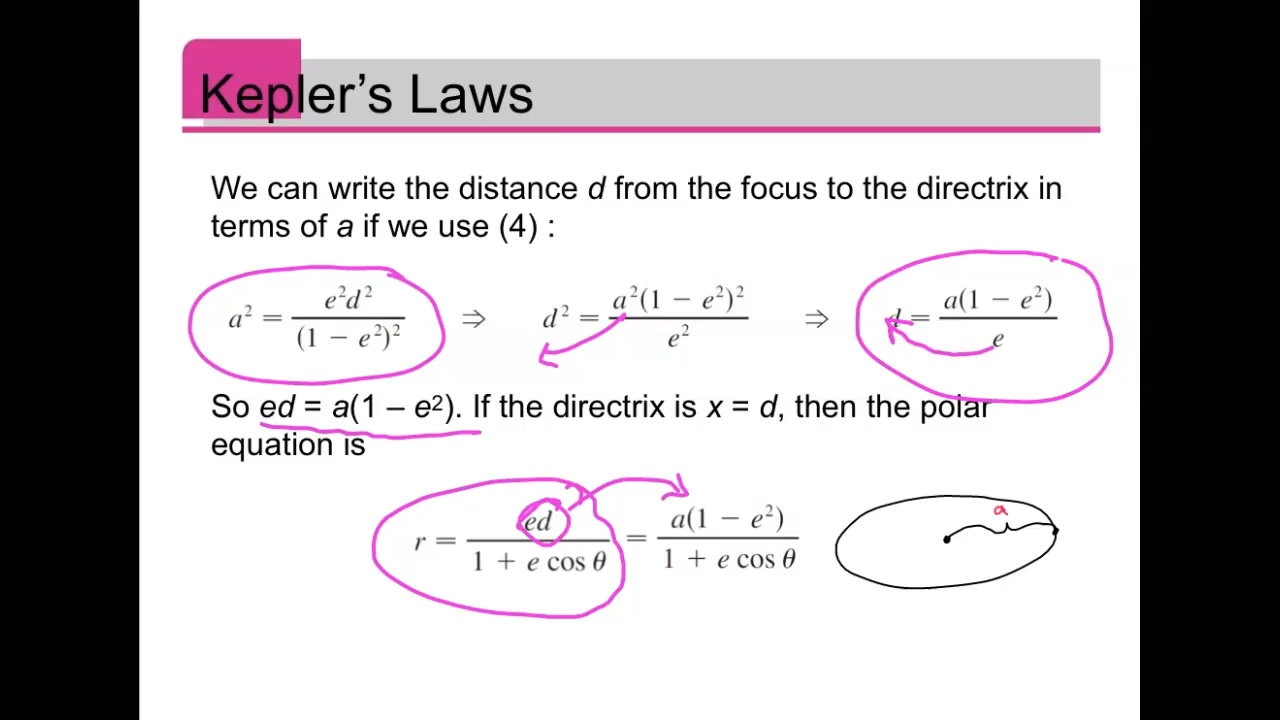 Kepler's Laws
We can write the distance d from the focus to the directrix in
terms of a if we use (4) :
a² = e²d² / (1 − e²)² ⇒ d² = a²(1 − e²)² / e² ⇒ d = a(1 − e²) / e
So ed = a(1 – e²). If the directrix is x = d, then the polar
equation is
r = ed / (1 + e cos θ) = a(1 − e²) / (1 + e cos θ)
a